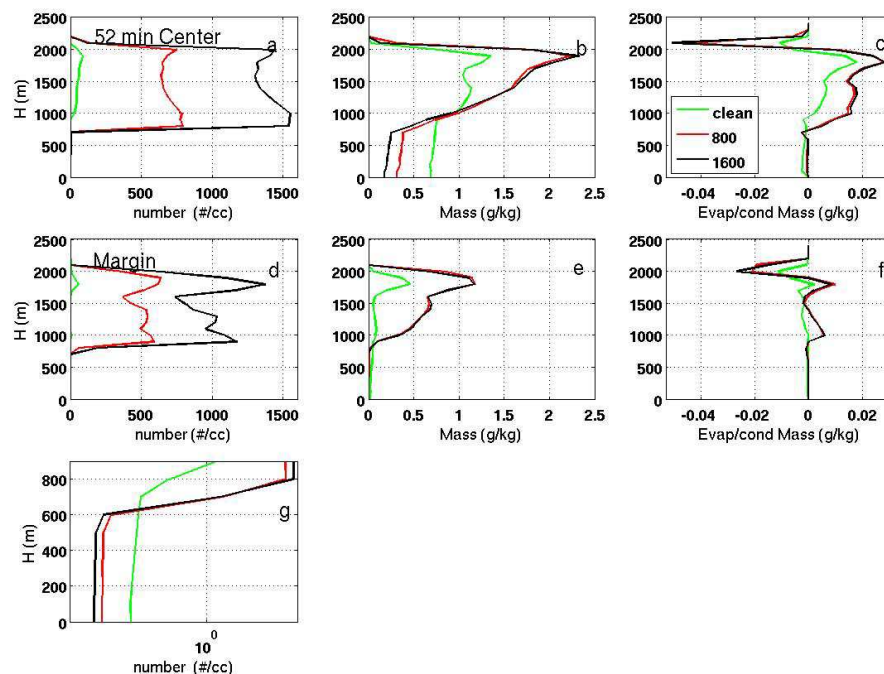 2500
2000
1500
1000
500
0
H (m)
52 min Center
a
0 500 1000 1500
number (#/cc)
2500
2000
1500
1000
500
0
b
0 0.5 1 1.5 2 2.5
Mass (g/kg)
2500
2000
1500
1000
500
0
c
clean
800
1600
-0.04 -0.02 0 0.02
Evap/cond Mass (g/kg)
2500
2000
1500
1000
500
0
H (m)
Margin
d
0 500 1000 1500
number (#/cc)
2500
2000
1500
1000
500
0
e
0 0.5 1 1.5 2 2.5
Mass (g/kg)
2500
2000
1500
1000
500
0
f
-0.04 -0.02 0 0.02
Evap/cond Mass (g/kg)
800
600
400
200
0
H (m)
g
10^0
number (#/cc)